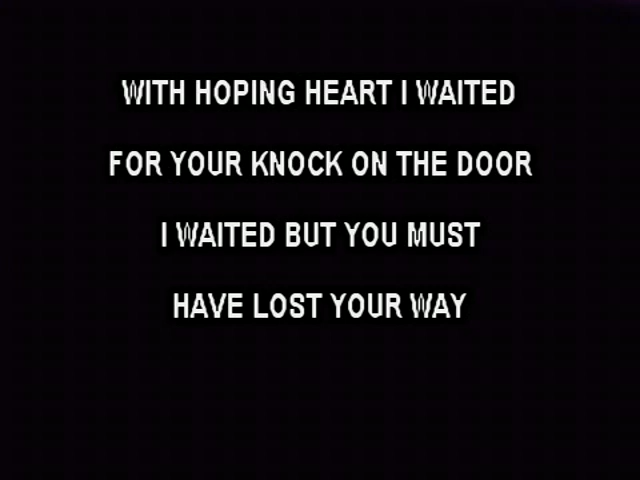 WITH HOPING HEART I WAITED
FOR YOUR KNOCK ON THE DOOR
I WAITED BUT YOU MUST
HAVE LOST YOUR WAY